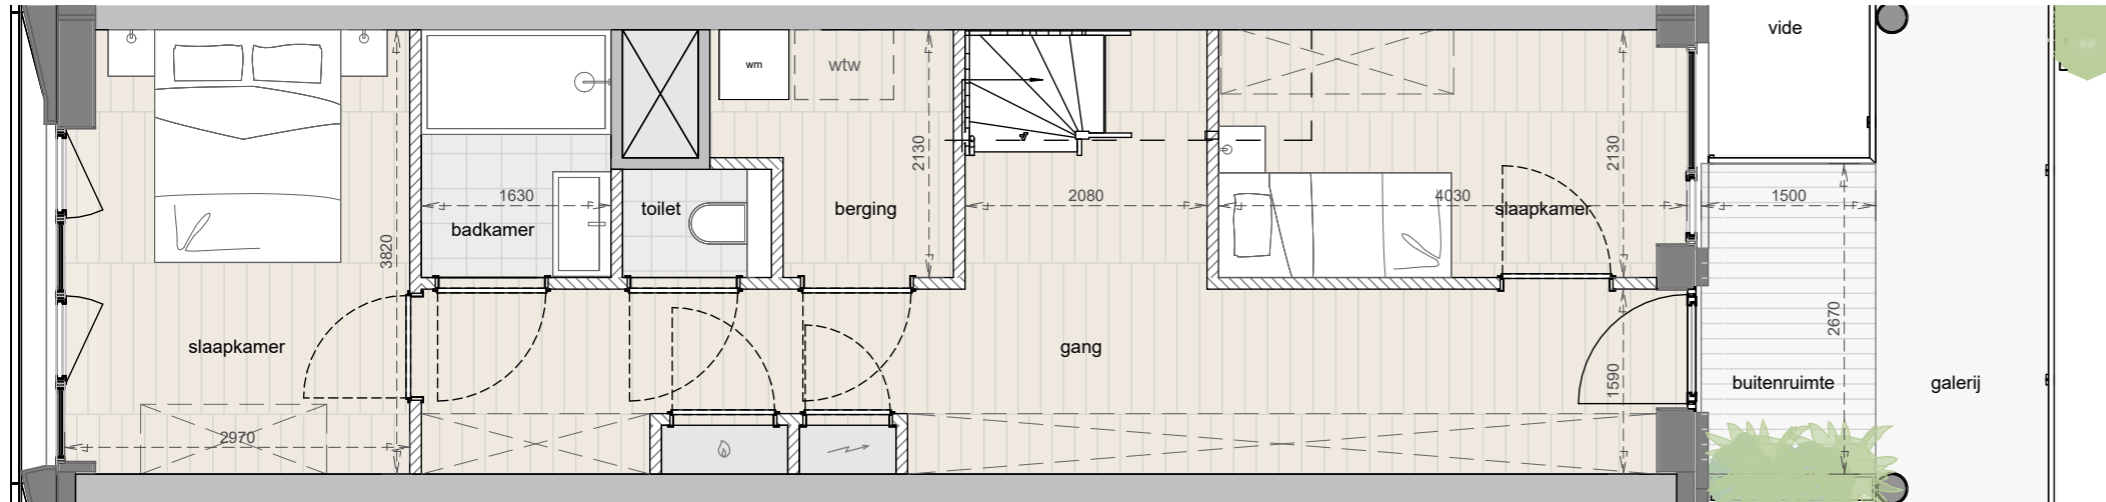 vide
wm
wtw
2130
2130
1630
2080
4030
1500
toilet
berging
slaapkamer
badkamer
3820
2670
slaapkamer
gang
1590
buitenruimte
galerij
2970